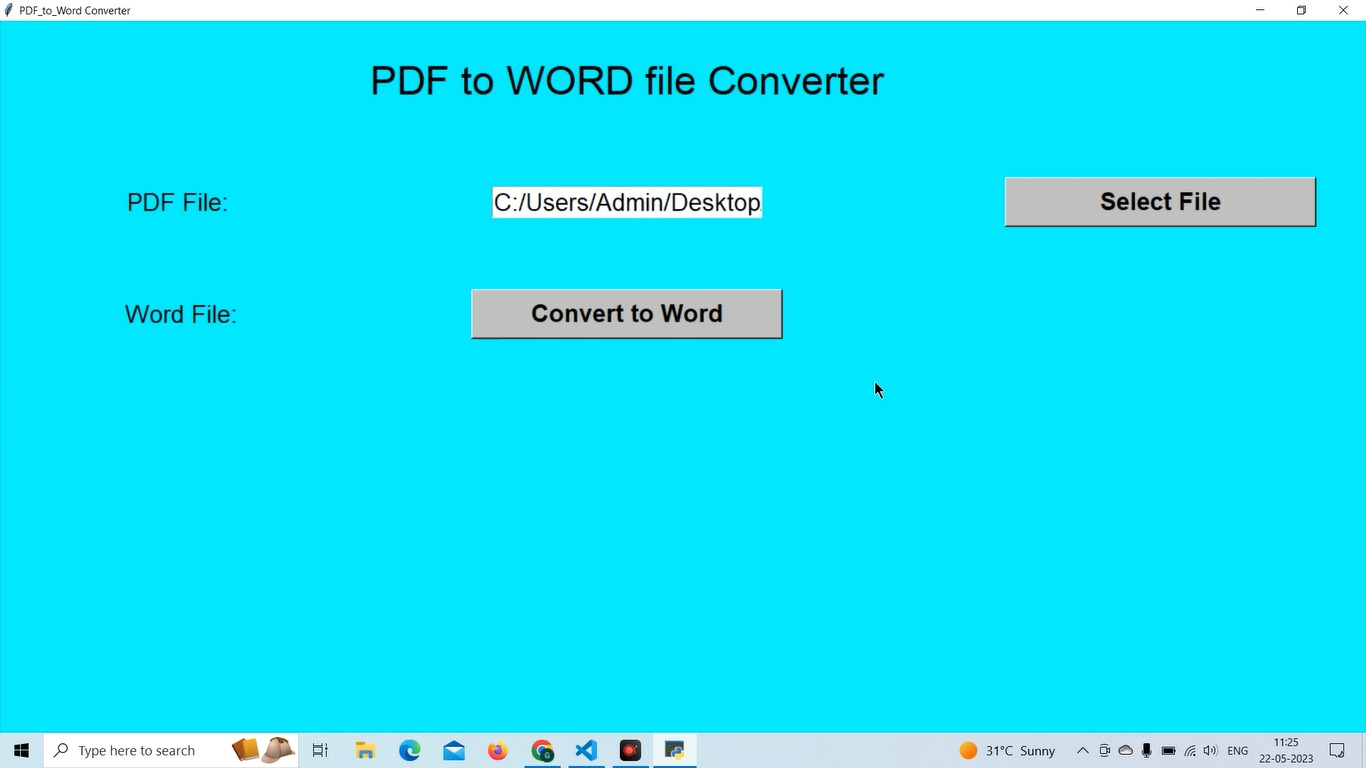 PDF_to_Word Converter
PDF to WORD file Converter
PDF File:
C:/Users/Admin/Desktop
Select File
Word File:
Convert to Word
Type here to search
31°C Sunny
ENG
11:25
22-05-2023